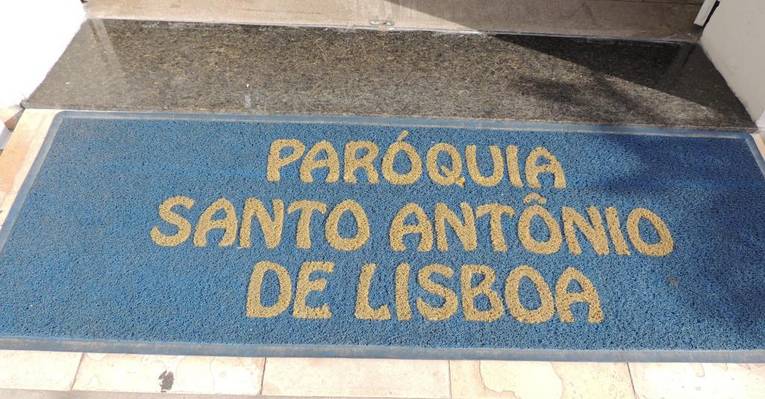 PARÓQUIA
SANTO ANTÔNIO
DE LISBOA